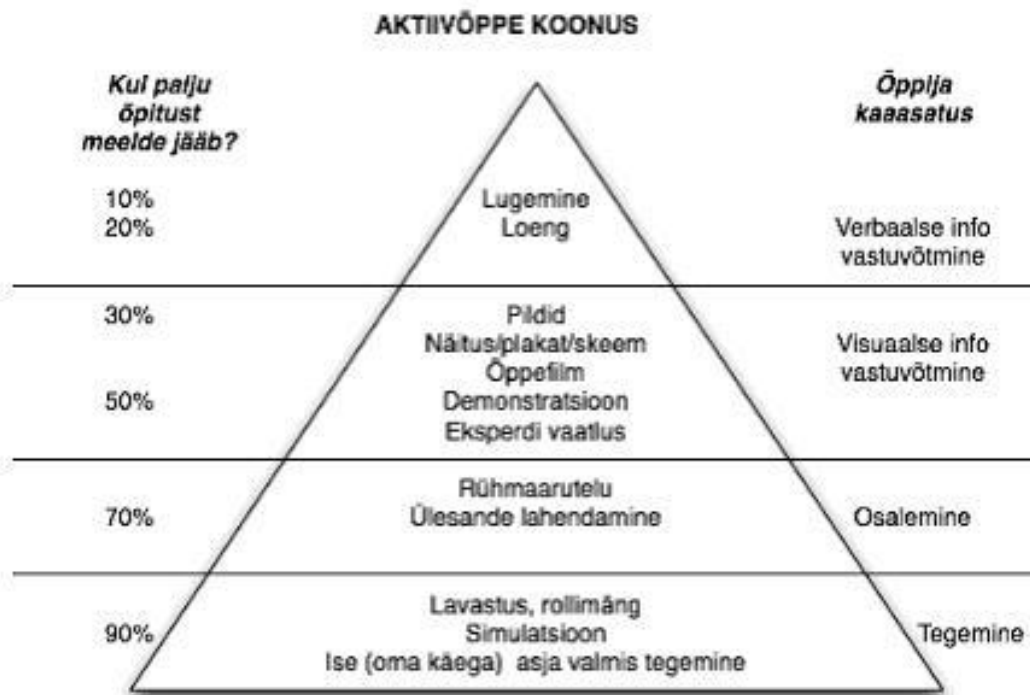 AKTIIVÕPPE KOONUS
Kui palju
õpitust
meelde jääb?
Õppija
kaaasatus
10%
Lugemine
20%
Loeng
Verbaalse info
vastuvõtmine
30%
Pildid
Näitus/plakat/skeem
Visuaalse info
Õppefilm
vastuvõtmine
50%
Demonstratsioon
Eksperdi vaatlus
Rühmaarutelu
70%
Ülesande lahendamine
Osalemine
Lavastus, rollimäng
90%
Simulatsioon
Tegemine
Ise (oma käega) asja valmis tegemine